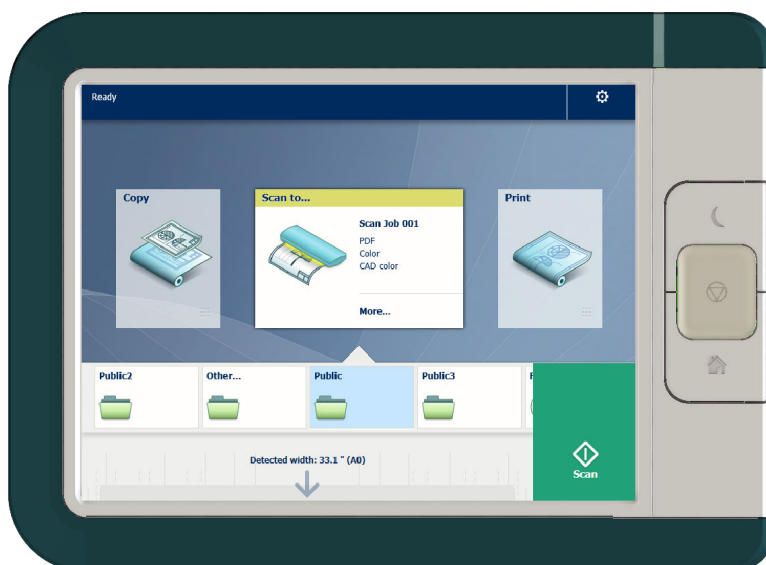 Ready
Copy
Scan to...
Scan Job 001
PDF
Color
CAD color
More...
Print
Public2
Other...
Public
Public3
Detected width: 33.1 " (A0)
Scan